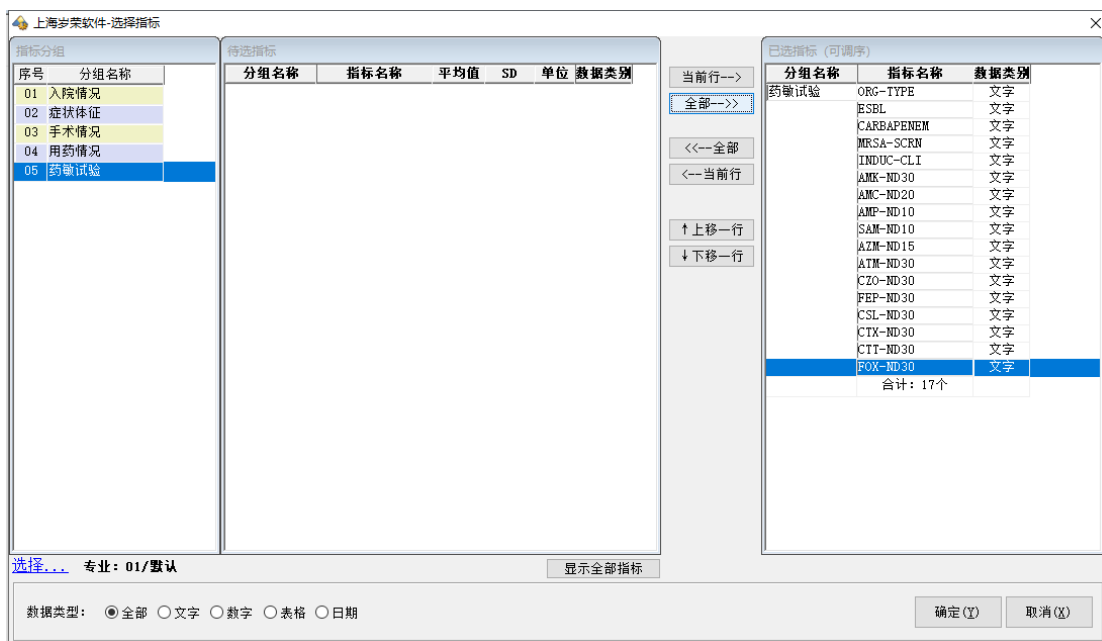 上海岁荣软件-选择指标
指标分组
序号 分组名称
01 入院情况
02 症状体征
03 手术情况
04 用药情况
05 药敏试验
待选指标
分组名称 指标名称 平均值 SD 单位 数据类别
当前行-->
全部-->>
<<--全部
<--当前行
↑上移一行
↓下移一行
已选指标 (可调序)
分组名称 指标名称 数据类别
药敏试验 ORG-TYPE 文字
ESBL 文字
CARBAPENEM 文字
MRSA-SCRN 文字
INDUC-CLI 文字
AMK-ND30 文字
AMC-ND20 文字
AMP-ND10 文字
SAM-ND10 文字
AZM-ND15 文字
ATM-ND30 文字
CZO-ND30 文字
FEP-ND30 文字
CSL-ND30 文字
CTX-ND30 文字
CTT-ND30 文字
FOX-ND30 文字
合计: 17个
选择... 专业: 01/默认
显示全部指标
数据类型: 全部 文字 数字 表格 日期
确定(Y) 取消(X)